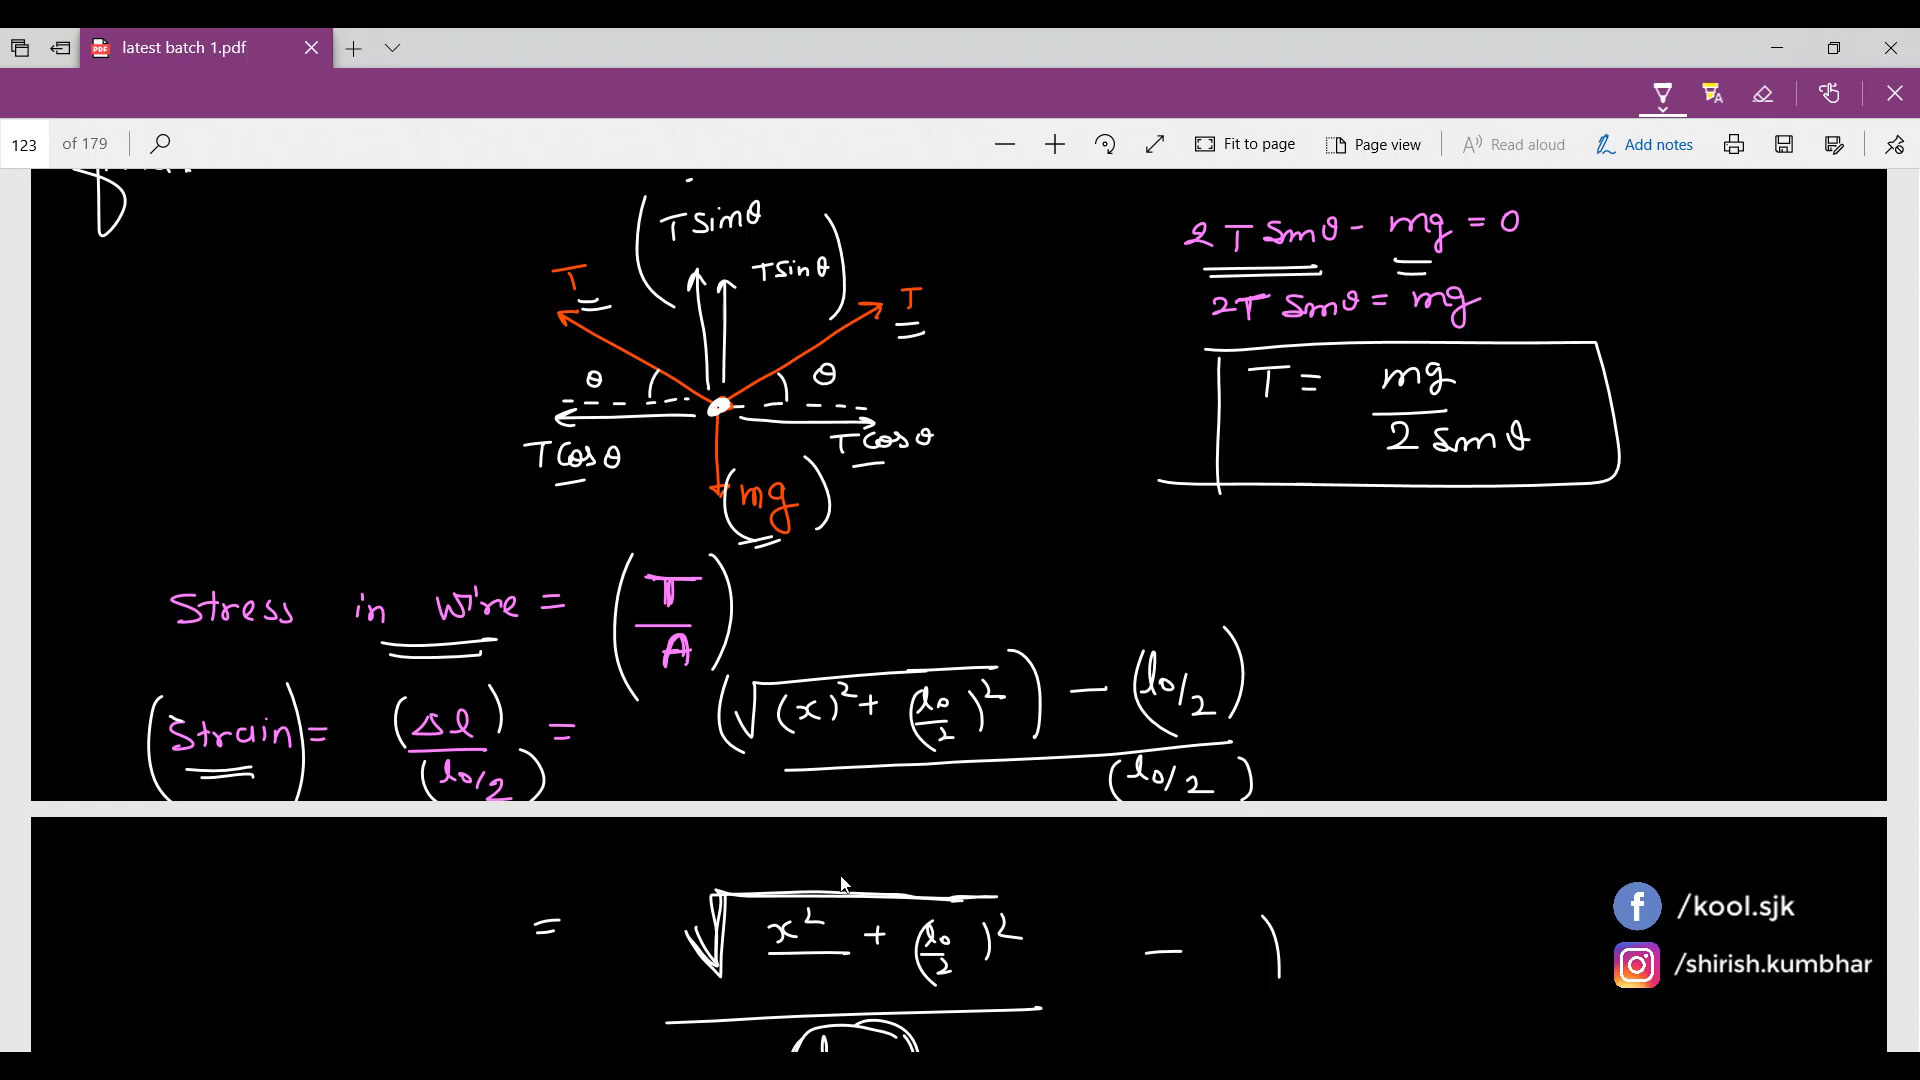 latest batch 1.pdf
123 of 179
Fit to page
Page view
Read aloud
Add notes
T sinθ
T sinθ
T
T
θ
θ
T cosθ
T cosθ
(mg)
2 T sinθ - mg = 0
2T sinθ = mg
T = mg / 2 sinθ
Stress in wire = (T / A)
(Strain) = (Δl) / (l₀/2) = (√((x)² + (l₀/2)²)) - (l₀/2) / (l₀/2)
= √(x² + (l₀/2)²) - 1
/kool.sjk
/shirish.kumbhar